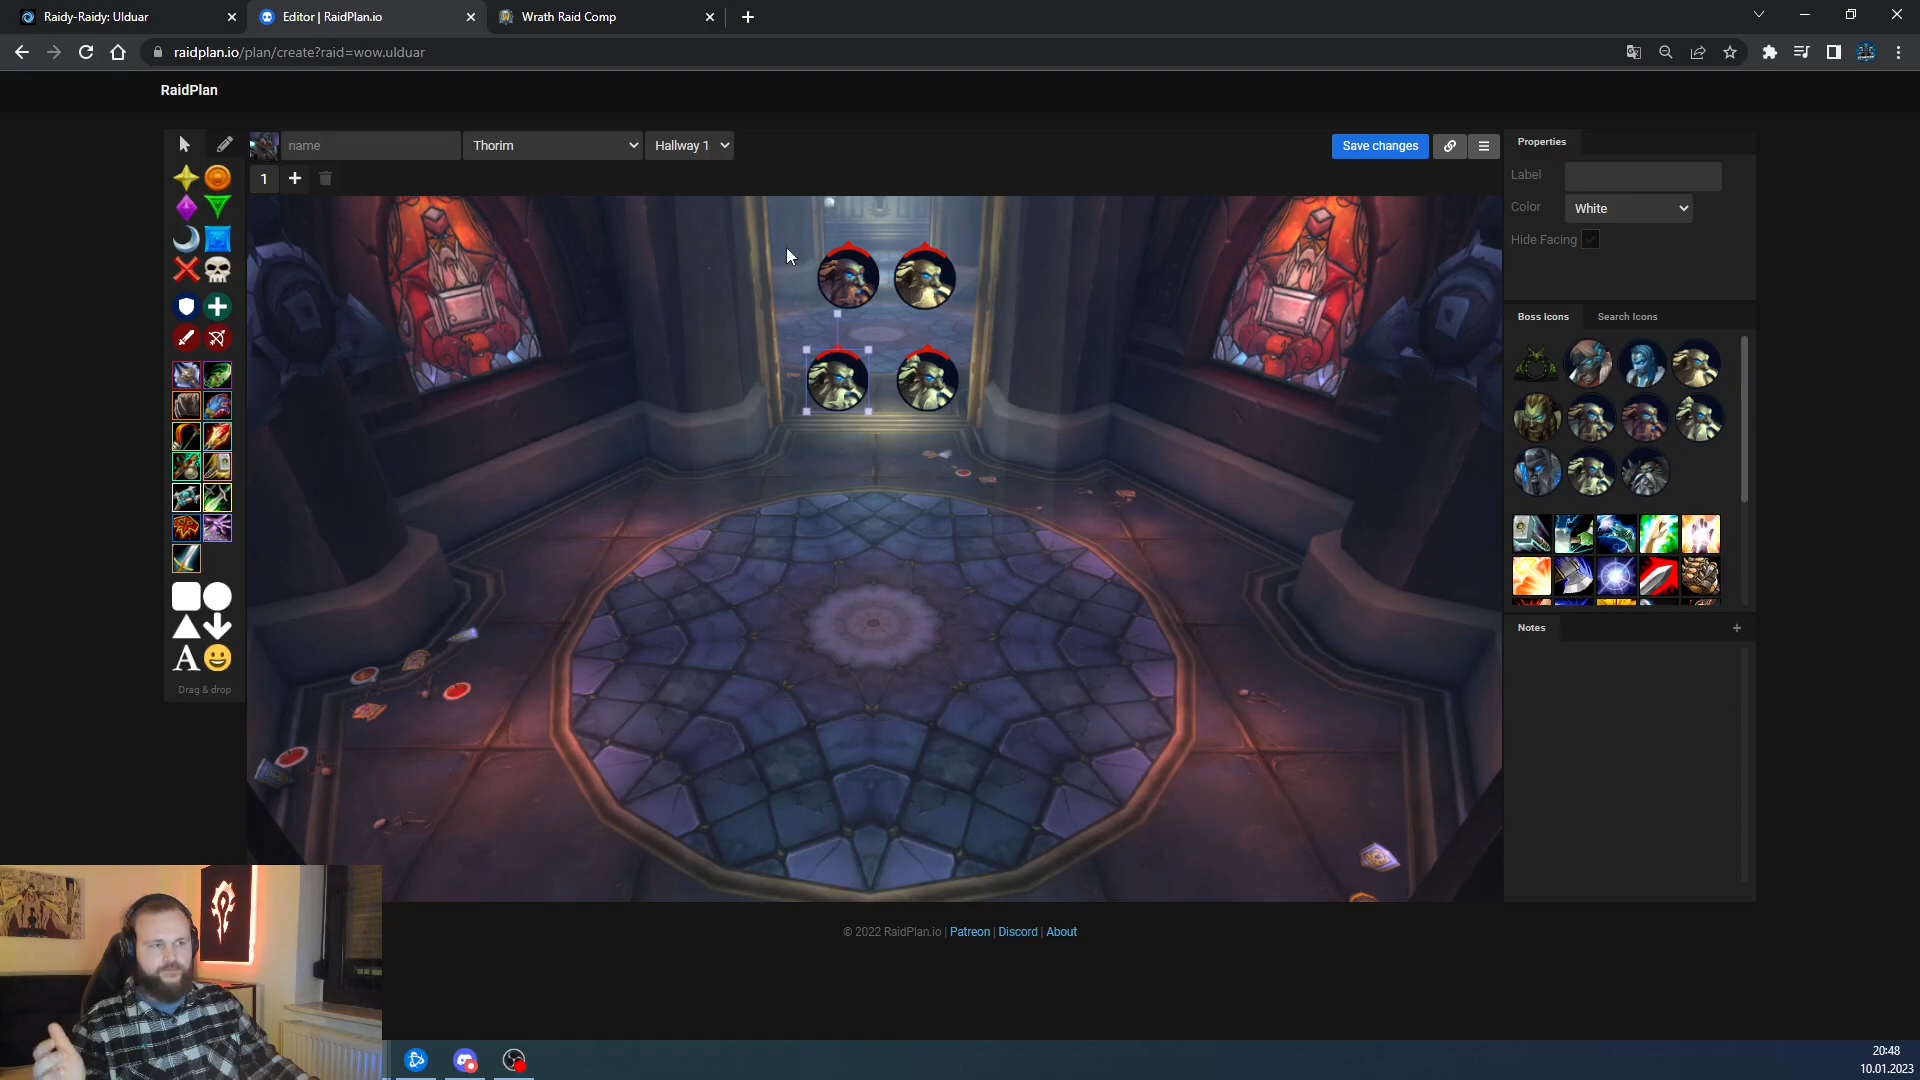 Raidy-Raidy: Ulduar
Editor | RaidPlan.io
Wrath Raid Comp
raidplan.io/plan/create?raid=wow.ulduar
RaidPlan
name
Thorim
Hallway 1
Save changes
1
Properties
Label
Color
White
Hide Facing
Boss Icons
Search Icons
Notes
A
Drag & drop
© 2022 RaidPlan.io | Patreon | Discord | About
20:48
10.01.2023